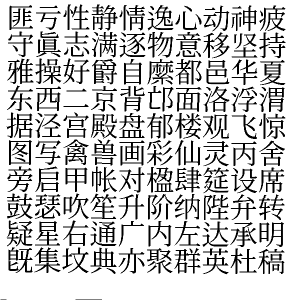 匪亏性静情逸心动神疲
守眞志满逐物意移坚持
雅操好爵自縻都邑华夏
东西二京背邙面洛浮渭
据泾宫殿盘郁楼观飞惊
图写禽兽画彩仙灵丙舍
旁启甲帐对楹肆筵设席
鼓瑟吹笙升阶纳陛弁转
疑星右通广内左达承明
旣集坟典亦聚群英杜稿